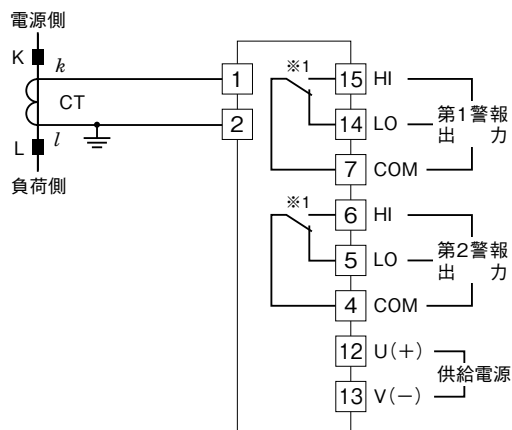 電源側
K
k
CT
l
L
負荷側
1
2
※1
15 HI
14 LO
7 COM
第1警報
出 力
※1
6 HI
5 LO
4 COM
第2警報
出 力
12 U(+)
13 V(−)
供給電源